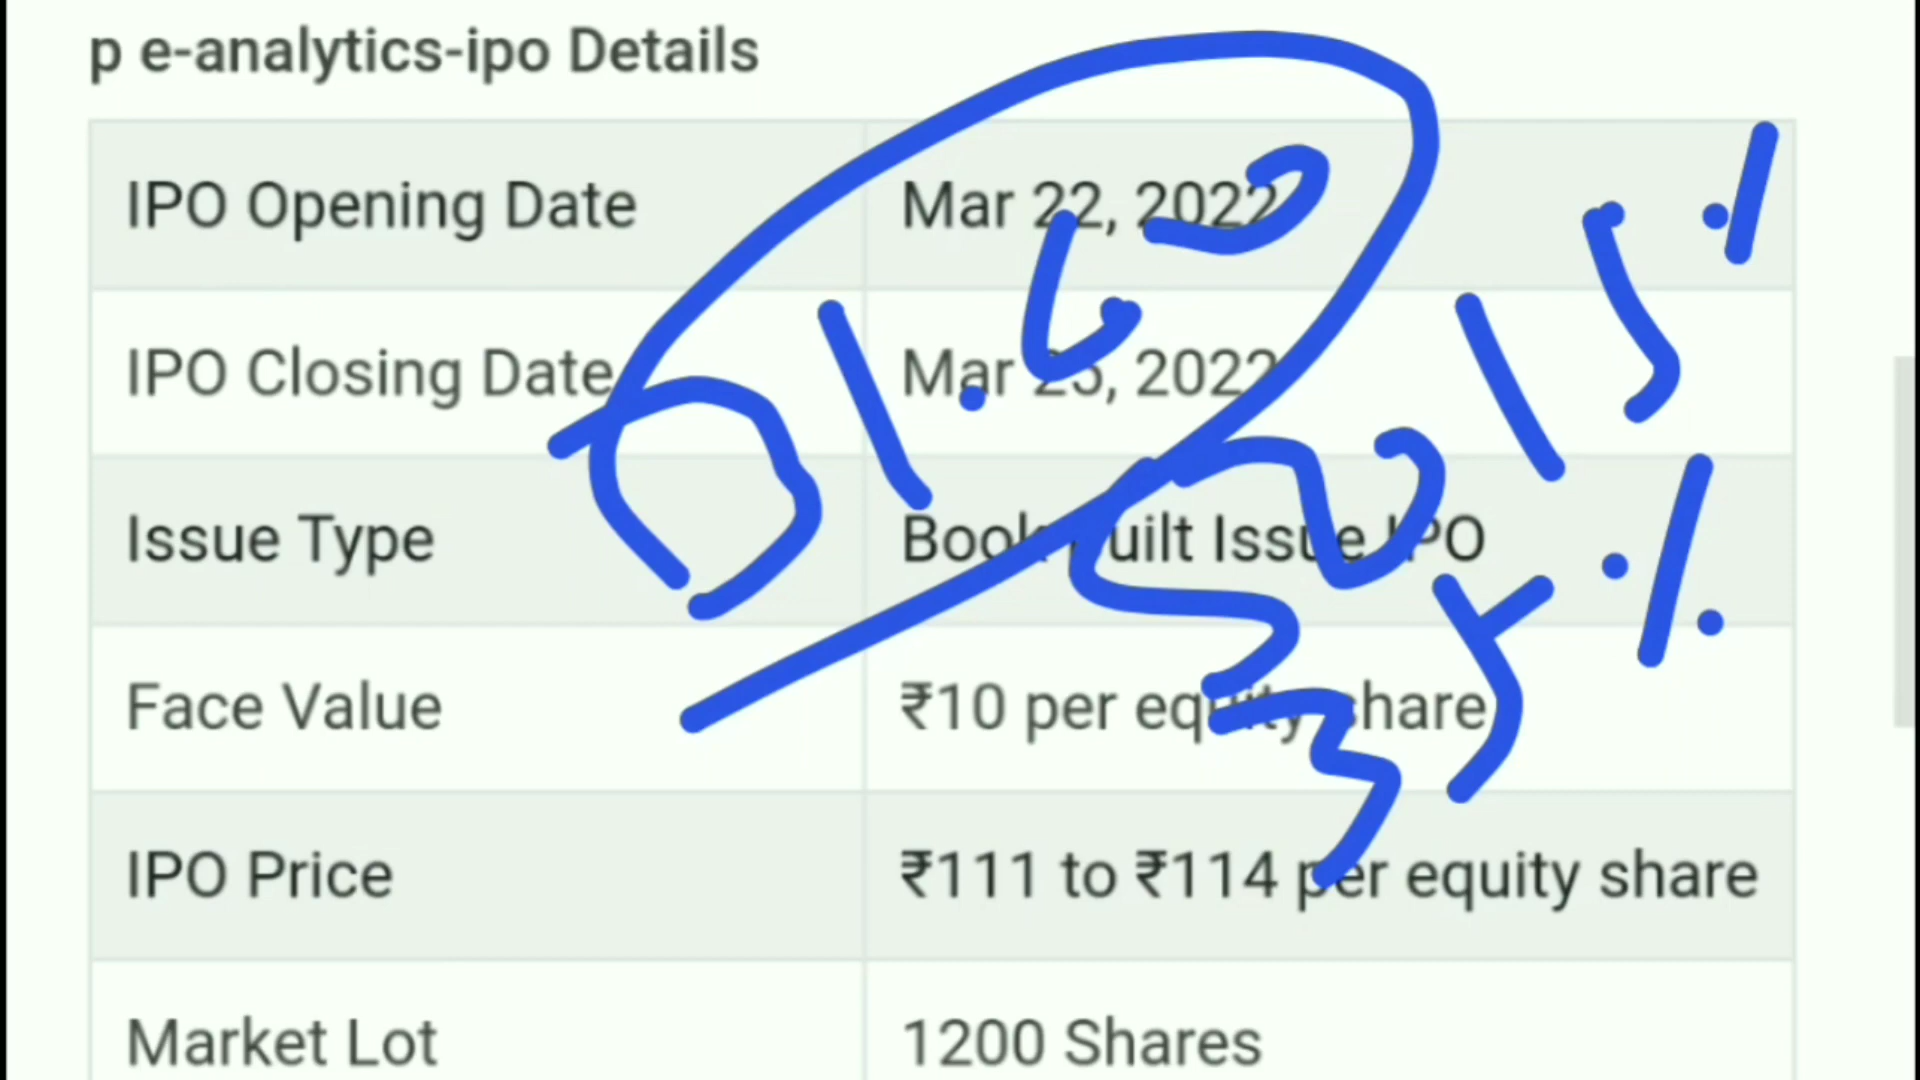 p e-analytics-ipo Details
IPO Opening Date Mar 22, 2022
IPO Closing Date Mar 25, 2022
Issue Type Book Built Issue IPO
Face Value ₹10 per equity share
IPO Price ₹111 to ₹114 per equity share
Market Lot 1200 Shares